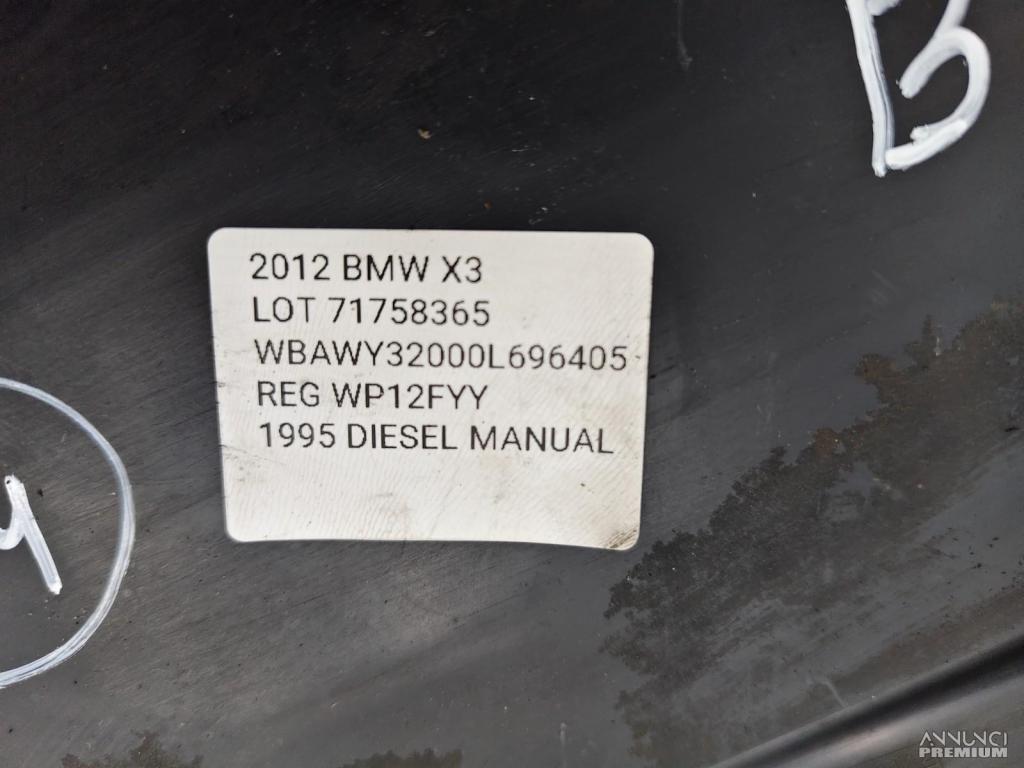 B
2012 BMW X3
LOT 71758365
WBAWY32000L696405
REG WP12FYY
1995 DIESEL MANUAL
ANNUNCI
PREMIUM